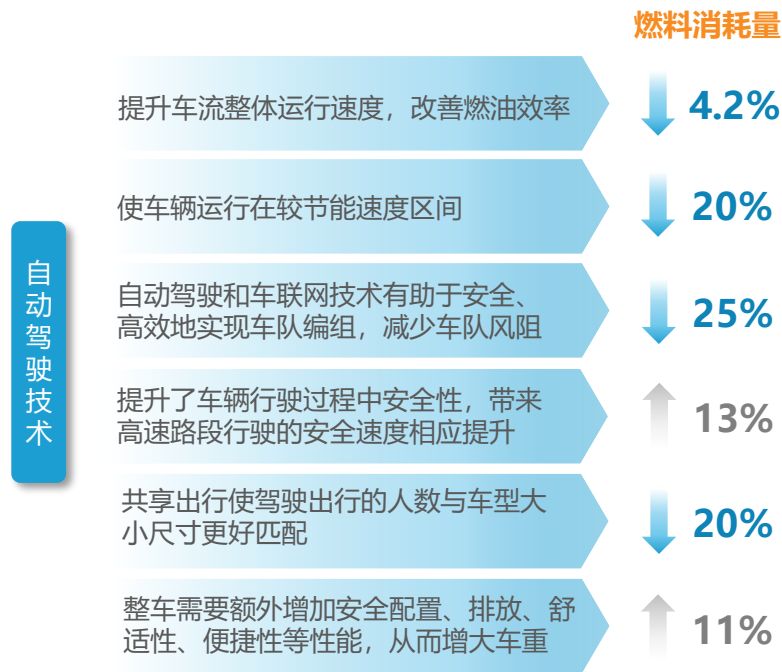 燃料消耗量
自动驾驶技术
提升车流整体运行速度，改善燃油效率
4.2%
使车辆运行在较节能速度区间
20%
自动驾驶和车联网技术有助于安全、
高效地实现车队编组，减少车队风阻
25%
提升了车辆行驶过程中安全性，带来
高速路段行驶的安全速度相应提升
13%
共享出行使驾驶出行的人数与车型大
小尺寸更好匹配
20%
整车需要额外增加安全配置、排放、舒
适性、便捷性等性能，从而增大车重
11%